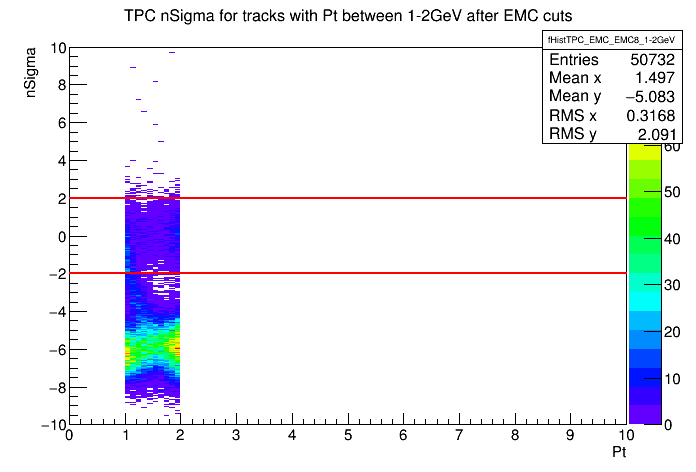 TPC nSigma for tracks with Pt between 1-2GeV after EMC cuts
fHistTPC_EMC_EMC8_1-2GeV
Entries 50732
Mean x 1.497
Mean y −5.083
RMS x 0.3168
RMS y 2.091
nSigma
10
8
6
4
2
0
−2
−4
−6
−8
−10
0 1 2 3 4 5 6 7 8 9 10
Pt
60
50
40
30
20
10
0